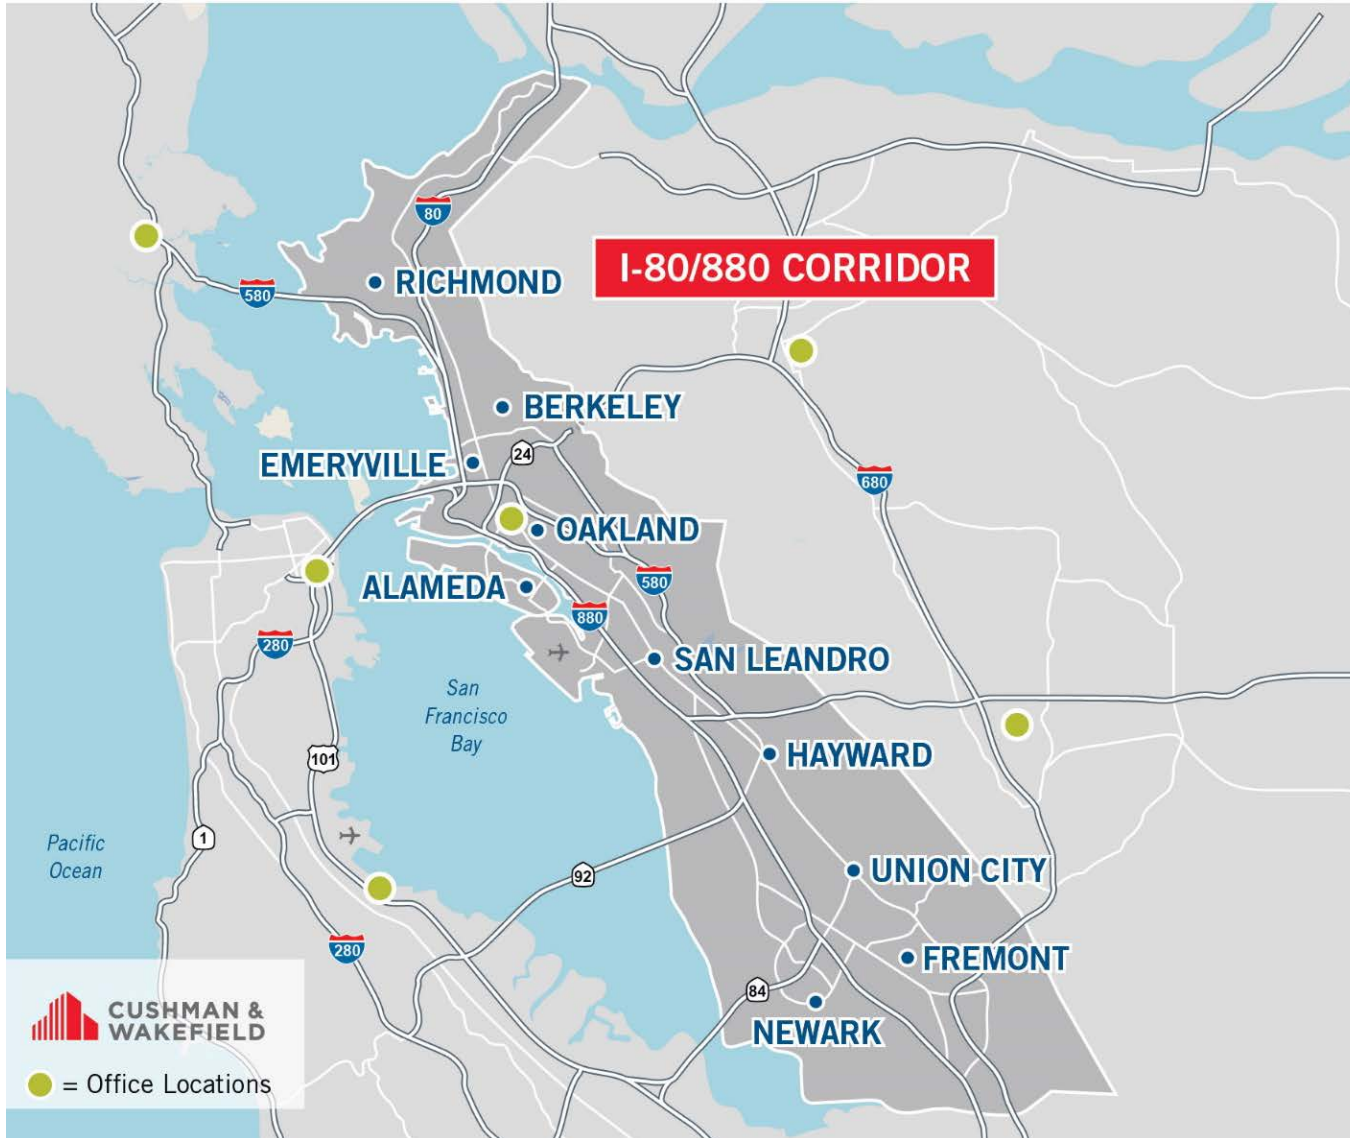 80
I-80/880 CORRIDOR
RICHMOND
580
BERKELEY
EMERYVILLE
24
680
OAKLAND
ALAMEDA
580
880
280
SAN LEANDRO
San
Francisco
Bay
HAYWARD
101
1
Pacific
Ocean
92
UNION CITY
280
FREMONT
84
NEWARK
CUSHMAN &
WAKEFIELD
= Office Locations